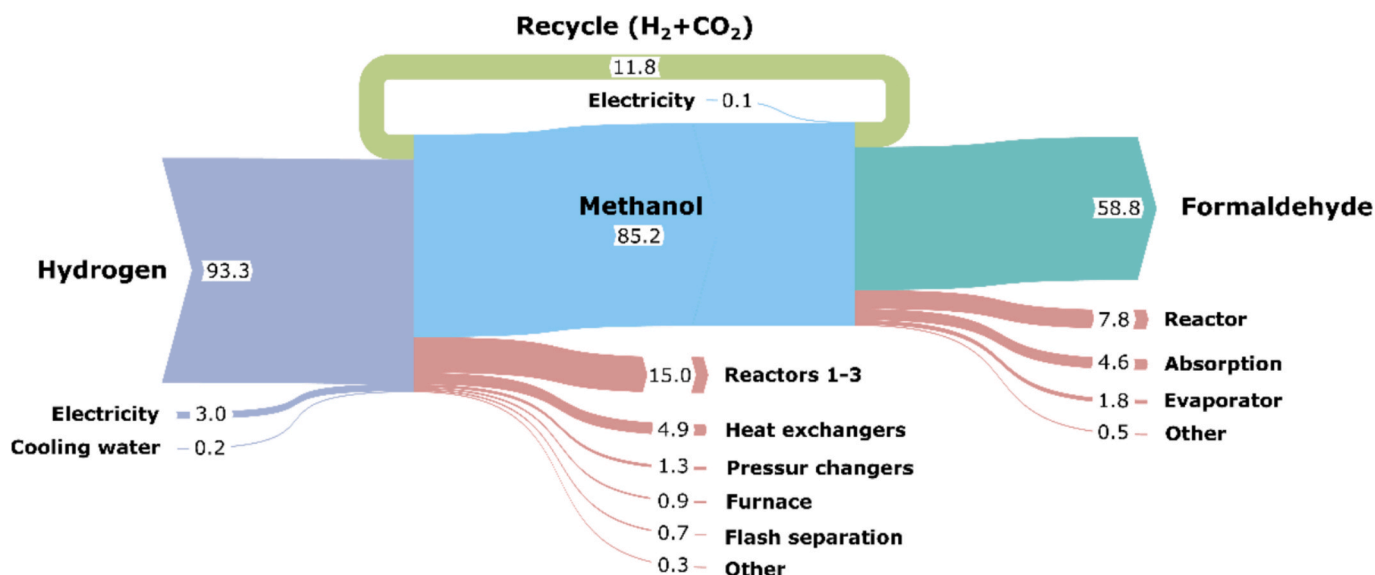 Recycle (H₂+CO₂)
11.8
Electricity 0.1
Methanol
85.2
58.8 Formaldehyde
Hydrogen 93.3
7.8 Reactor
4.6 Absorption
1.8 Evaporator
0.5 Other
15.0 Reactors 1-3
Electricity 3.0
4.9 Heat exchangers
Cooling water 0.2
1.3 Pressur changers
0.9 Furnace
0.7 Flash separation
0.3 Other